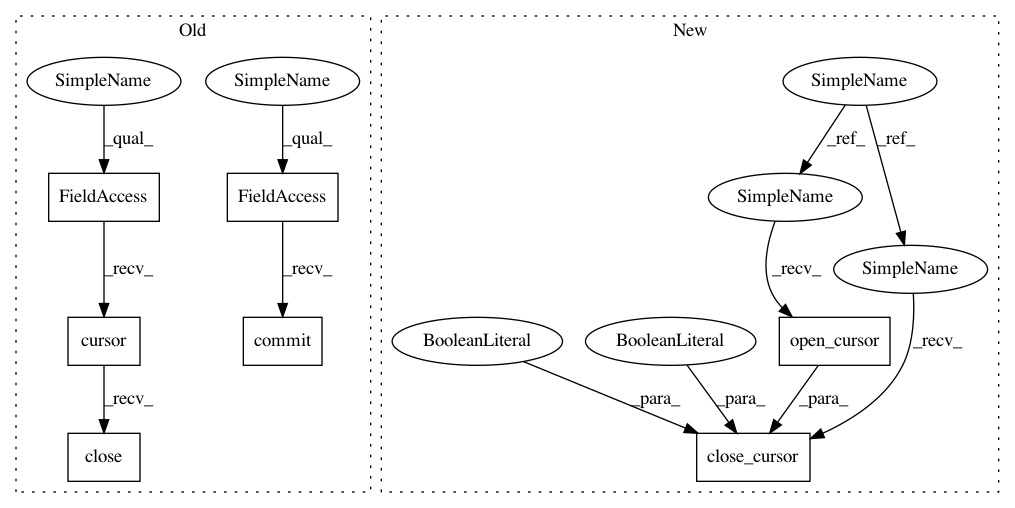 Old
New
SimpleName
SimpleName
SimpleName
_qual_
_qual_
_ref_
_ref_
FieldAccess
FieldAccess
SimpleName
_recv_
_recv_
_recv_
SimpleName
cursor
commit
BooleanLiteral
BooleanLiteral
open_cursor
_recv_
_recv_
_para_
_para_
_para_
close
close_cursor